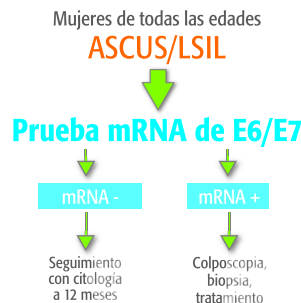 Mujeres de todas las edades
ASCUS/LSIL
Prueba mRNA de E6/E7
mRNA -
mRNA +
Seguimiento
con citología
a 12 meses
Colposcopia,
biopsia,
tratamiento